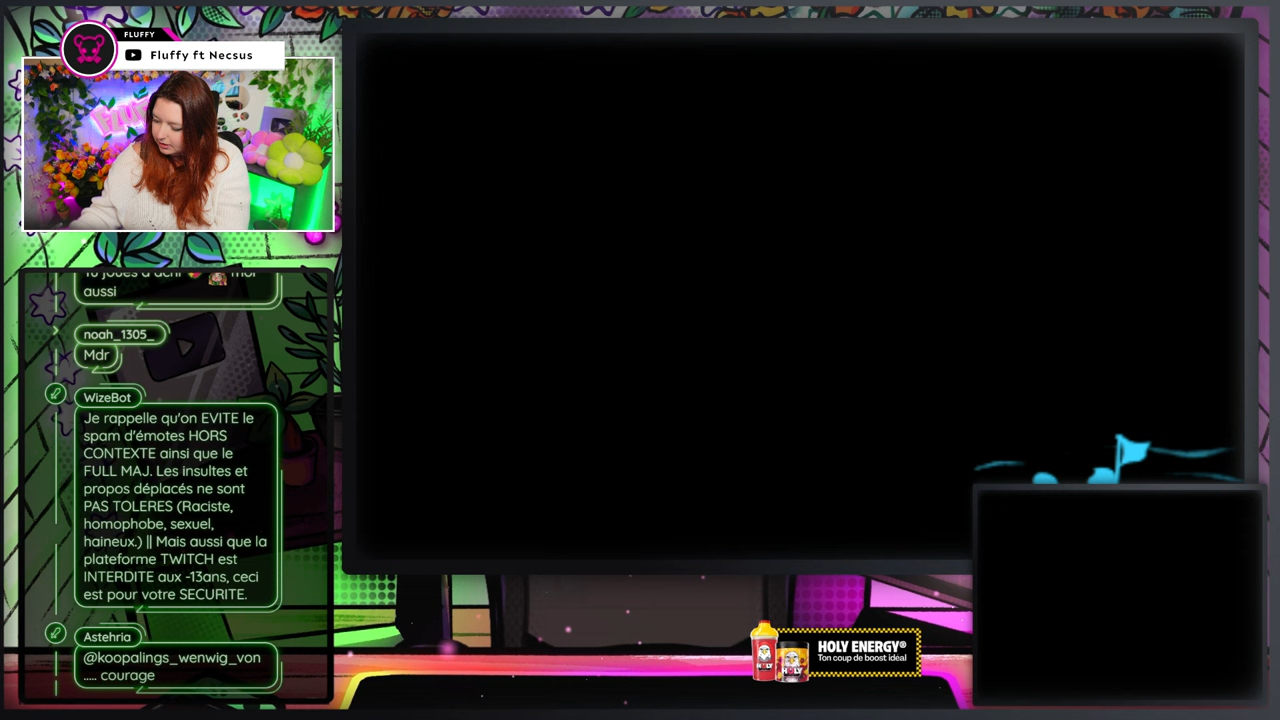 FLUFFY
Fluffy ft Necsus
aussi
noah_1305_
Mdr
WizeBot
Je rappelle qu'on EVITE le
spam d'émotes HORS
CONTEXTE ainsi que le
FULL MAJ. Les insultes et
propos déplacés ne sont
PAS TOLERES (Raciste,
homophobe, sexuel,
haineux.) || Mais aussi que la
plateforme TWITCH est
INTERDITE aux -13ans, ceci
est pour votre SECURITE.
Astehria
@koopalings_wenwig_von
..... courage
HOLY ENERGY®
Ton coup de boost idéal